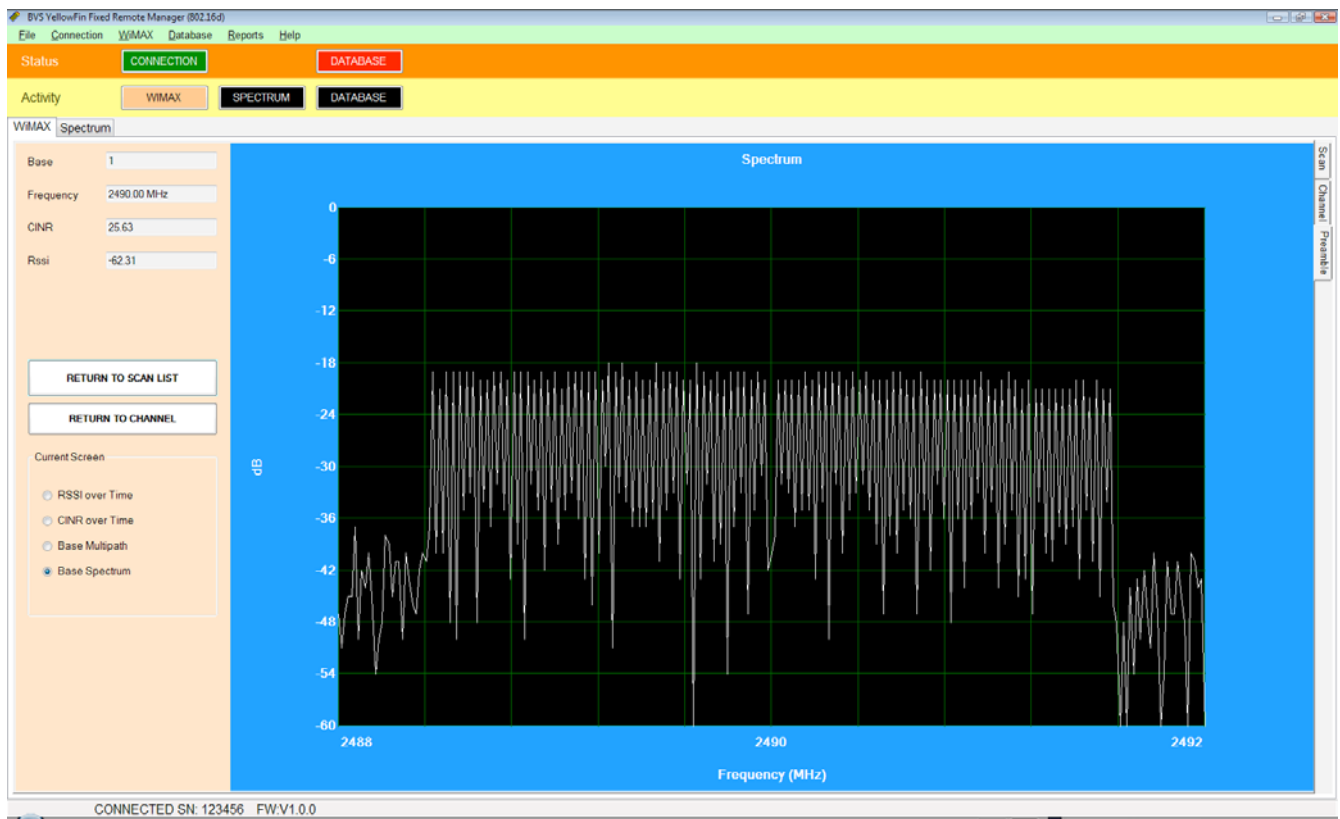 BVS YellowFin Fixed Remote Manager (802.16d)
File Connection WiMAX Database Reports Help
Status CONNECTION DATABASE
Activity WIMAX SPECTRUM DATABASE
WiMAX Spectrum
Base 1
Frequency 2490.00 MHz
CINR 25.63
Rssi -62.31
RETURN TO SCAN LIST
RETURN TO CHANNEL
Current Screen
RSSI over Time
CINR over Time
Base Multipath
Base Spectrum
Spectrum
0
-6
-12
-18
-24
-30
-36
-42
-48
-54
-60
dB
2488 2490 2492
Frequency (MHz)
Scan
Channel
Preamble
CONNECTED SN: 123456 FW:V1.0.0